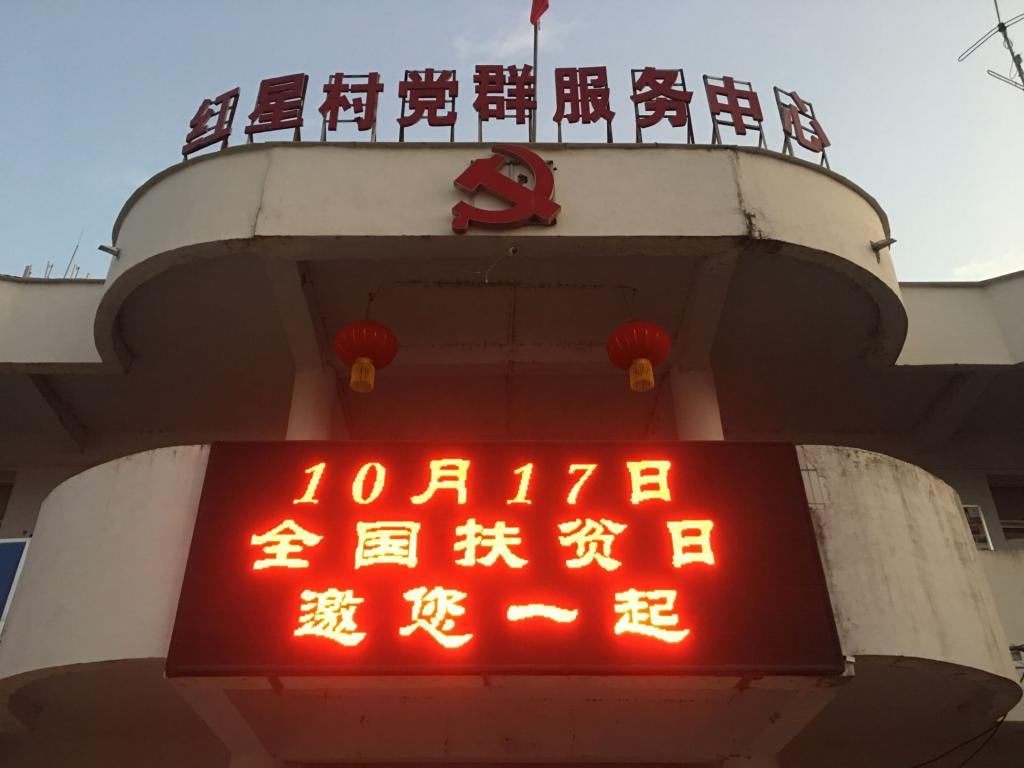 红星村党群服务中心
10月17日
全国扶贫日
邀您一起